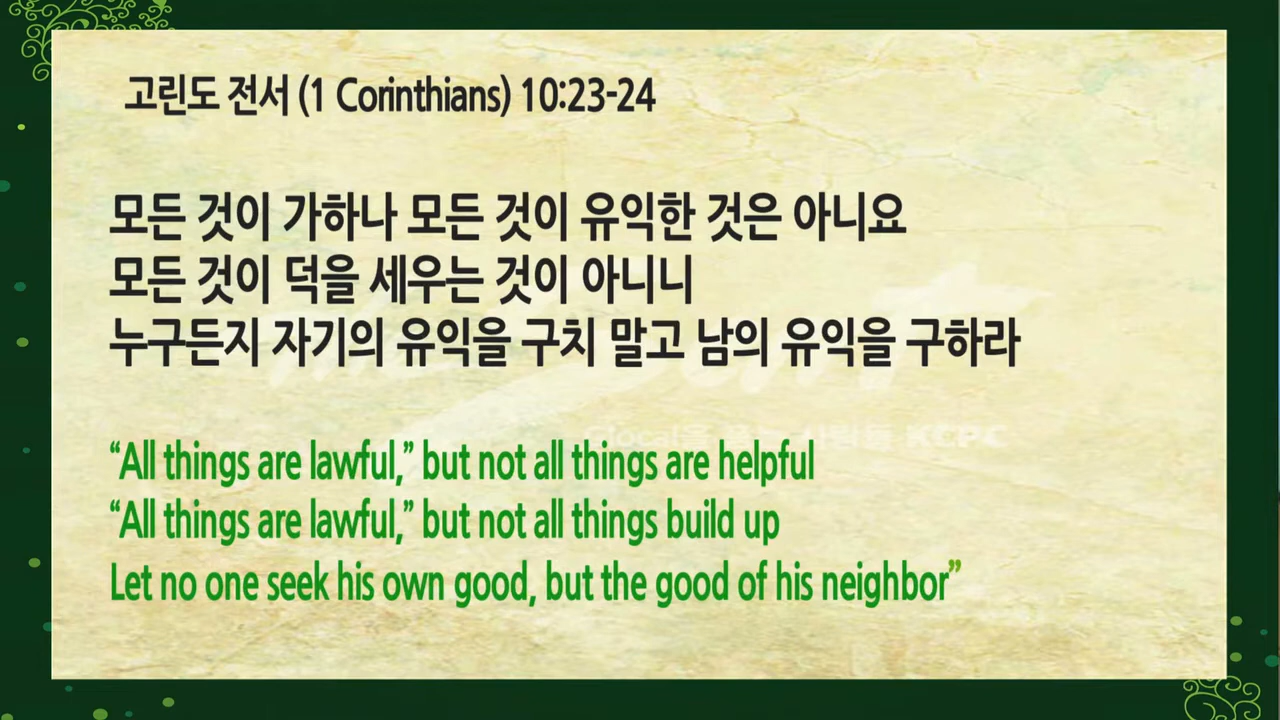 고린도 전서 (1 Corinthians) 10:23-24
모든 것이 가하나 모든 것이 유익한 것은 아니요
모든 것이 덕을 세우는 것이 아니니
누구든지 자기의 유익을 구치 말고 남의 유익을 구하라
“All things are lawful,” but not all things are helpful
“All things are lawful,” but not all things build up
Let no one seek his own good, but the good of his neighbor”
KCPC